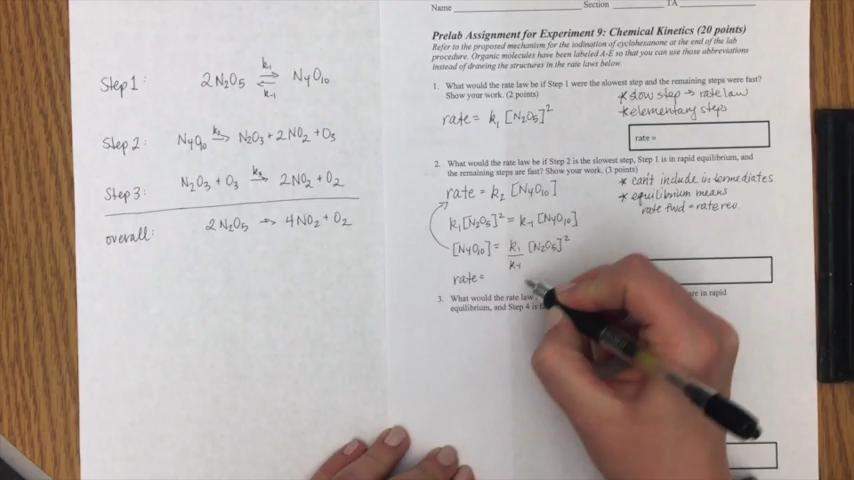 Step 1: 2N₂O₅ ⇌ N₄O₁₀
k₁
k₋₁
Step 2: N₄O₁₀ → N₂O₃ + 2NO₂ + O₃
k₂
Step 3: N₂O₃ + O₃ → 2NO₂ + O₂
k₃
overall: 2N₂O₅ → 4NO₂ + O₂
Name Section TA
Prelab Assignment for Experiment 9: Chemical Kinetics (20 points)
Refer to the proposed mechanism for the iodination of cyclohexanone at the end of the lab
procedure. Organic molecules have been labeled A-E so that you can use those abbreviations
instead of drawing the structures in the rate laws below.
1. What would the rate law be if Step 1 were the slowest step and the remaining steps were fast?
Show your work. (2 points)
* slow step → rate law
* elementary steps
rate = k₁ [N₂O₅]²
rate =
2. What would the rate law be if Step 2 is the slowest step, Step 1 is in rapid equilibrium, and
the remaining steps are fast? Show your work. (3 points)
* can't include intermediates
* equilibrium means
rate fwd = rate rev.
rate = k₂ [N₄O₁₀]
k₁[N₂O₅]² = k₋₁ [N₄O₁₀]
[N₄O₁₀] = k₁/k₋₁ [N₂O₅]²
rate =
3. What would the rate law are in rapid
equilibrium, and Step 4 is